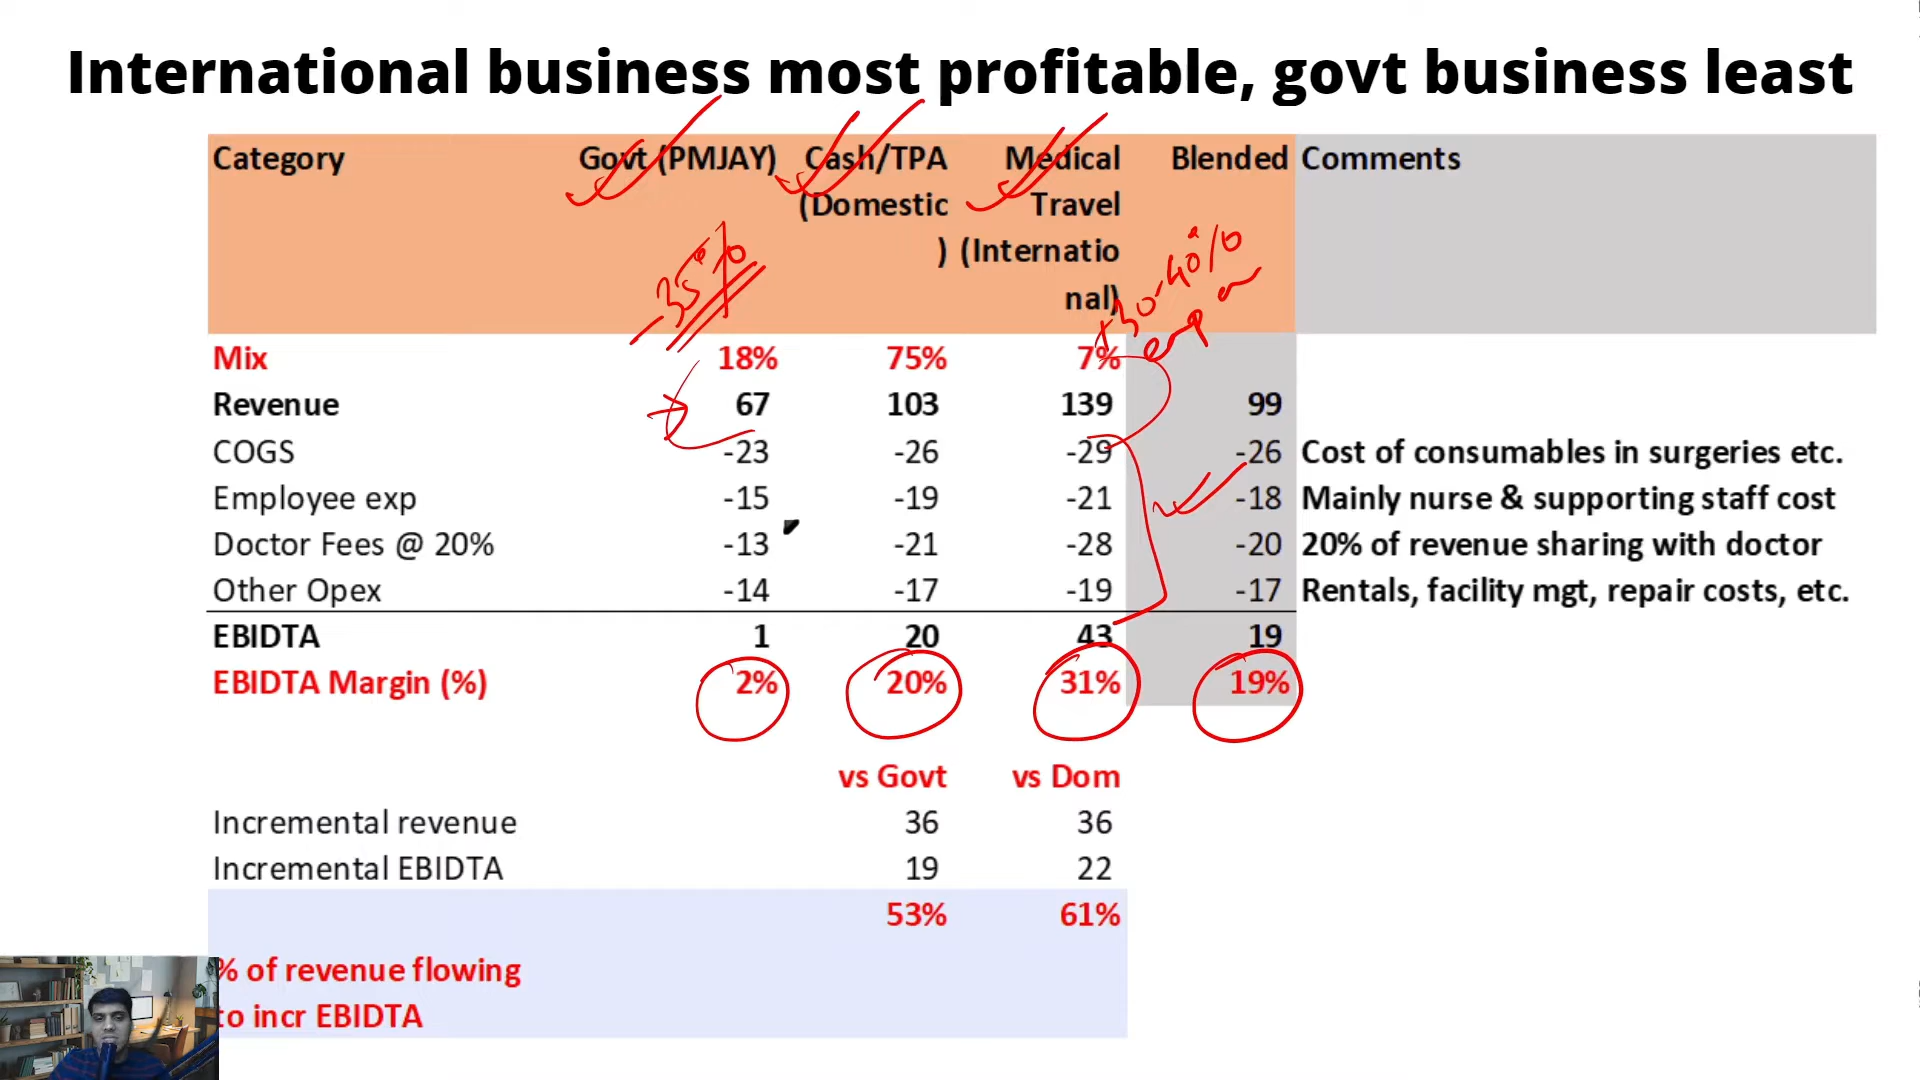 International business most profitable, govt business least
Category Govt (PMJAY) Cash/TPA Medical Blended Comments
(Domestic Travel
) (Internatio
nal)
-35%
+30-40%
Mix 18% 75% 7%
Revenue 67 103 139 99
COGS -23 -26 -29 -26 Cost of consumables in surgeries etc.
Employee exp -15 -19 -21 -18 Mainly nurse & supporting staff cost
Doctor Fees @ 20% -13 -21 -28 -20 20% of revenue sharing with doctor
Other Opex -14 -17 -19 -17 Rentals, facility mgt, repair costs, etc.
EBIDTA 1 20 43 19
EBIDTA Margin (%) 2% 20% 31% 19%
vs Govt vs Dom
Incremental revenue 36 36
Incremental EBIDTA 19 22
53% 61%
% of revenue flowing
to incr EBIDTA